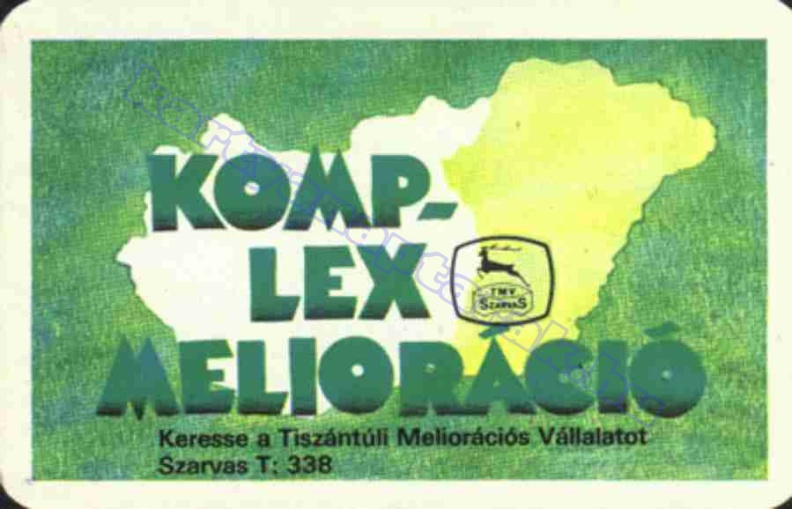 KOMP-
LEX
TMV
SZARVAS
MELIORÁCIÓ
Keresse a Tiszántúli Meliorációs Vállalatot
Szarvas T: 338